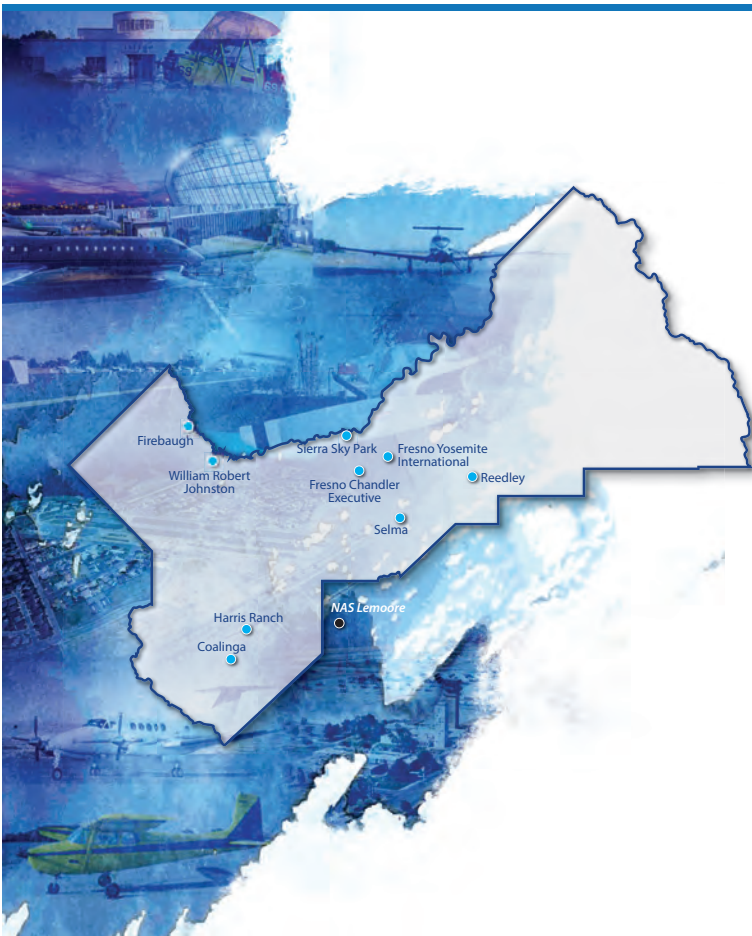 Firebaugh
William Robert
Johnston
Sierra Sky Park
Fresno Yosemite
International
Fresno Chandler
Executive
Reedley
Selma
NAS Lemoore
Harris Ranch
Coalinga